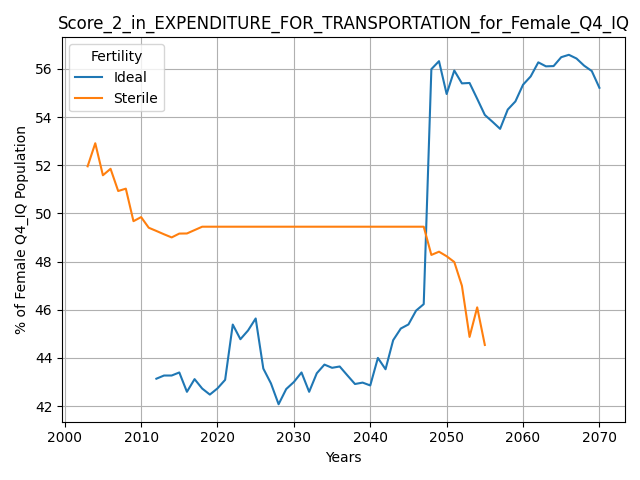 Score_2_in_EXPENDITURE_FOR_TRANSPORTATION_for_Female_Q4_IQ
Fertility
Ideal
Sterile
% of Female Q4_IQ Population
56
54
52
50
48
46
44
42
2000
2010
2020
2030
2040
2050
2060
2070
Years